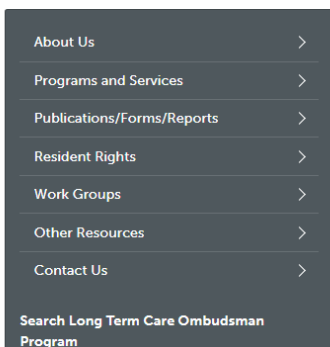 About Us
Programs and Services
Publications/Forms/Reports
Resident Rights
Work Groups
Other Resources
Contact Us
Search Long Term Care Ombudsman
Program